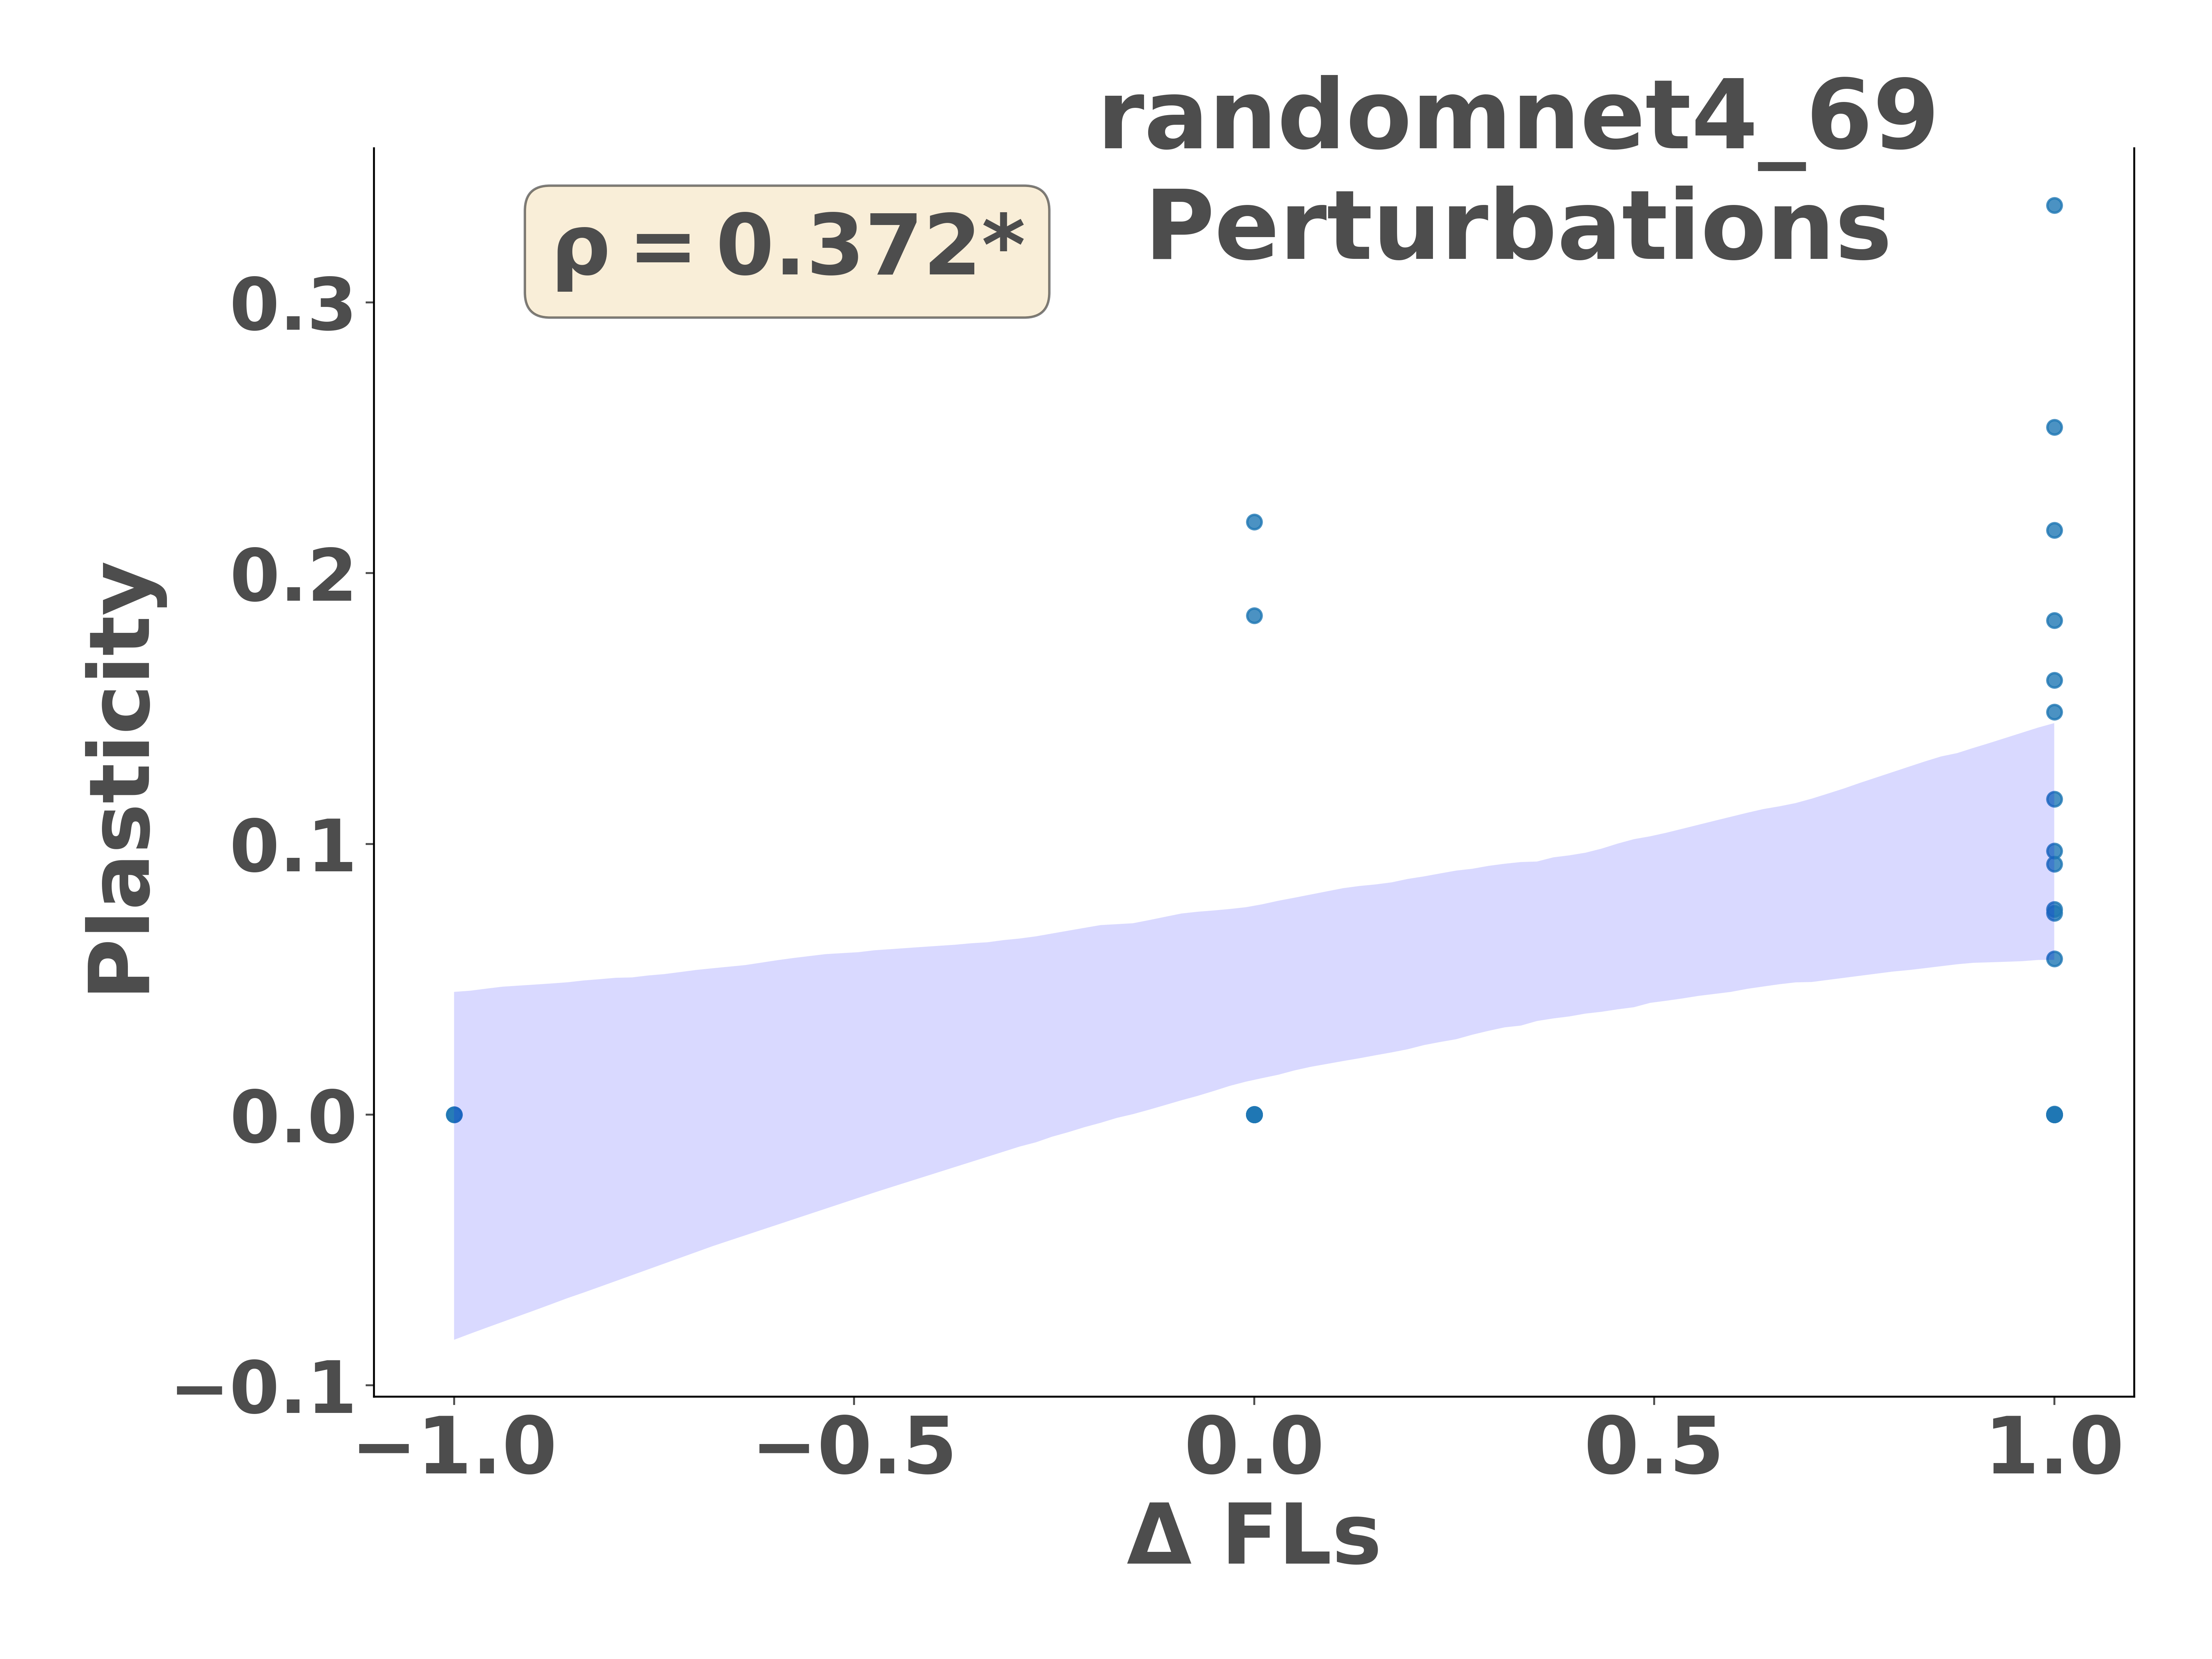 randomnet4_69
Perturbations
ρ = 0.372*
Plasticity
0.3
0.2
0.1
0.0
−0.1
−1.0 −0.5 0.0 0.5 1.0
Δ FLs